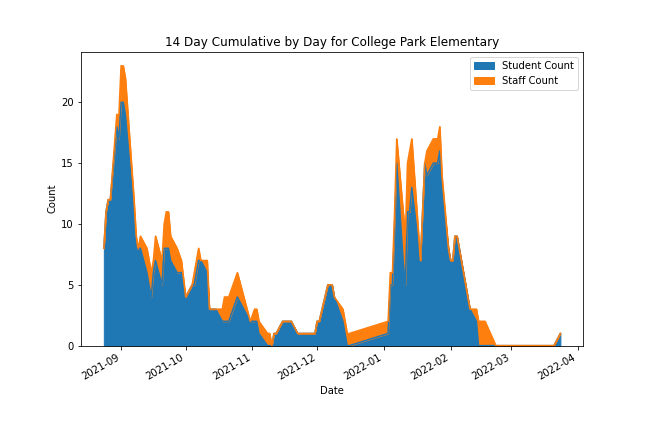 14 Day Cumulative by Day for College Park Elementary
Student Count
Staff Count
Count
20
15
10
5
0
2021-09
2021-10
2021-11
2021-12
2022-01
2022-02
2022-03
2022-04
Date